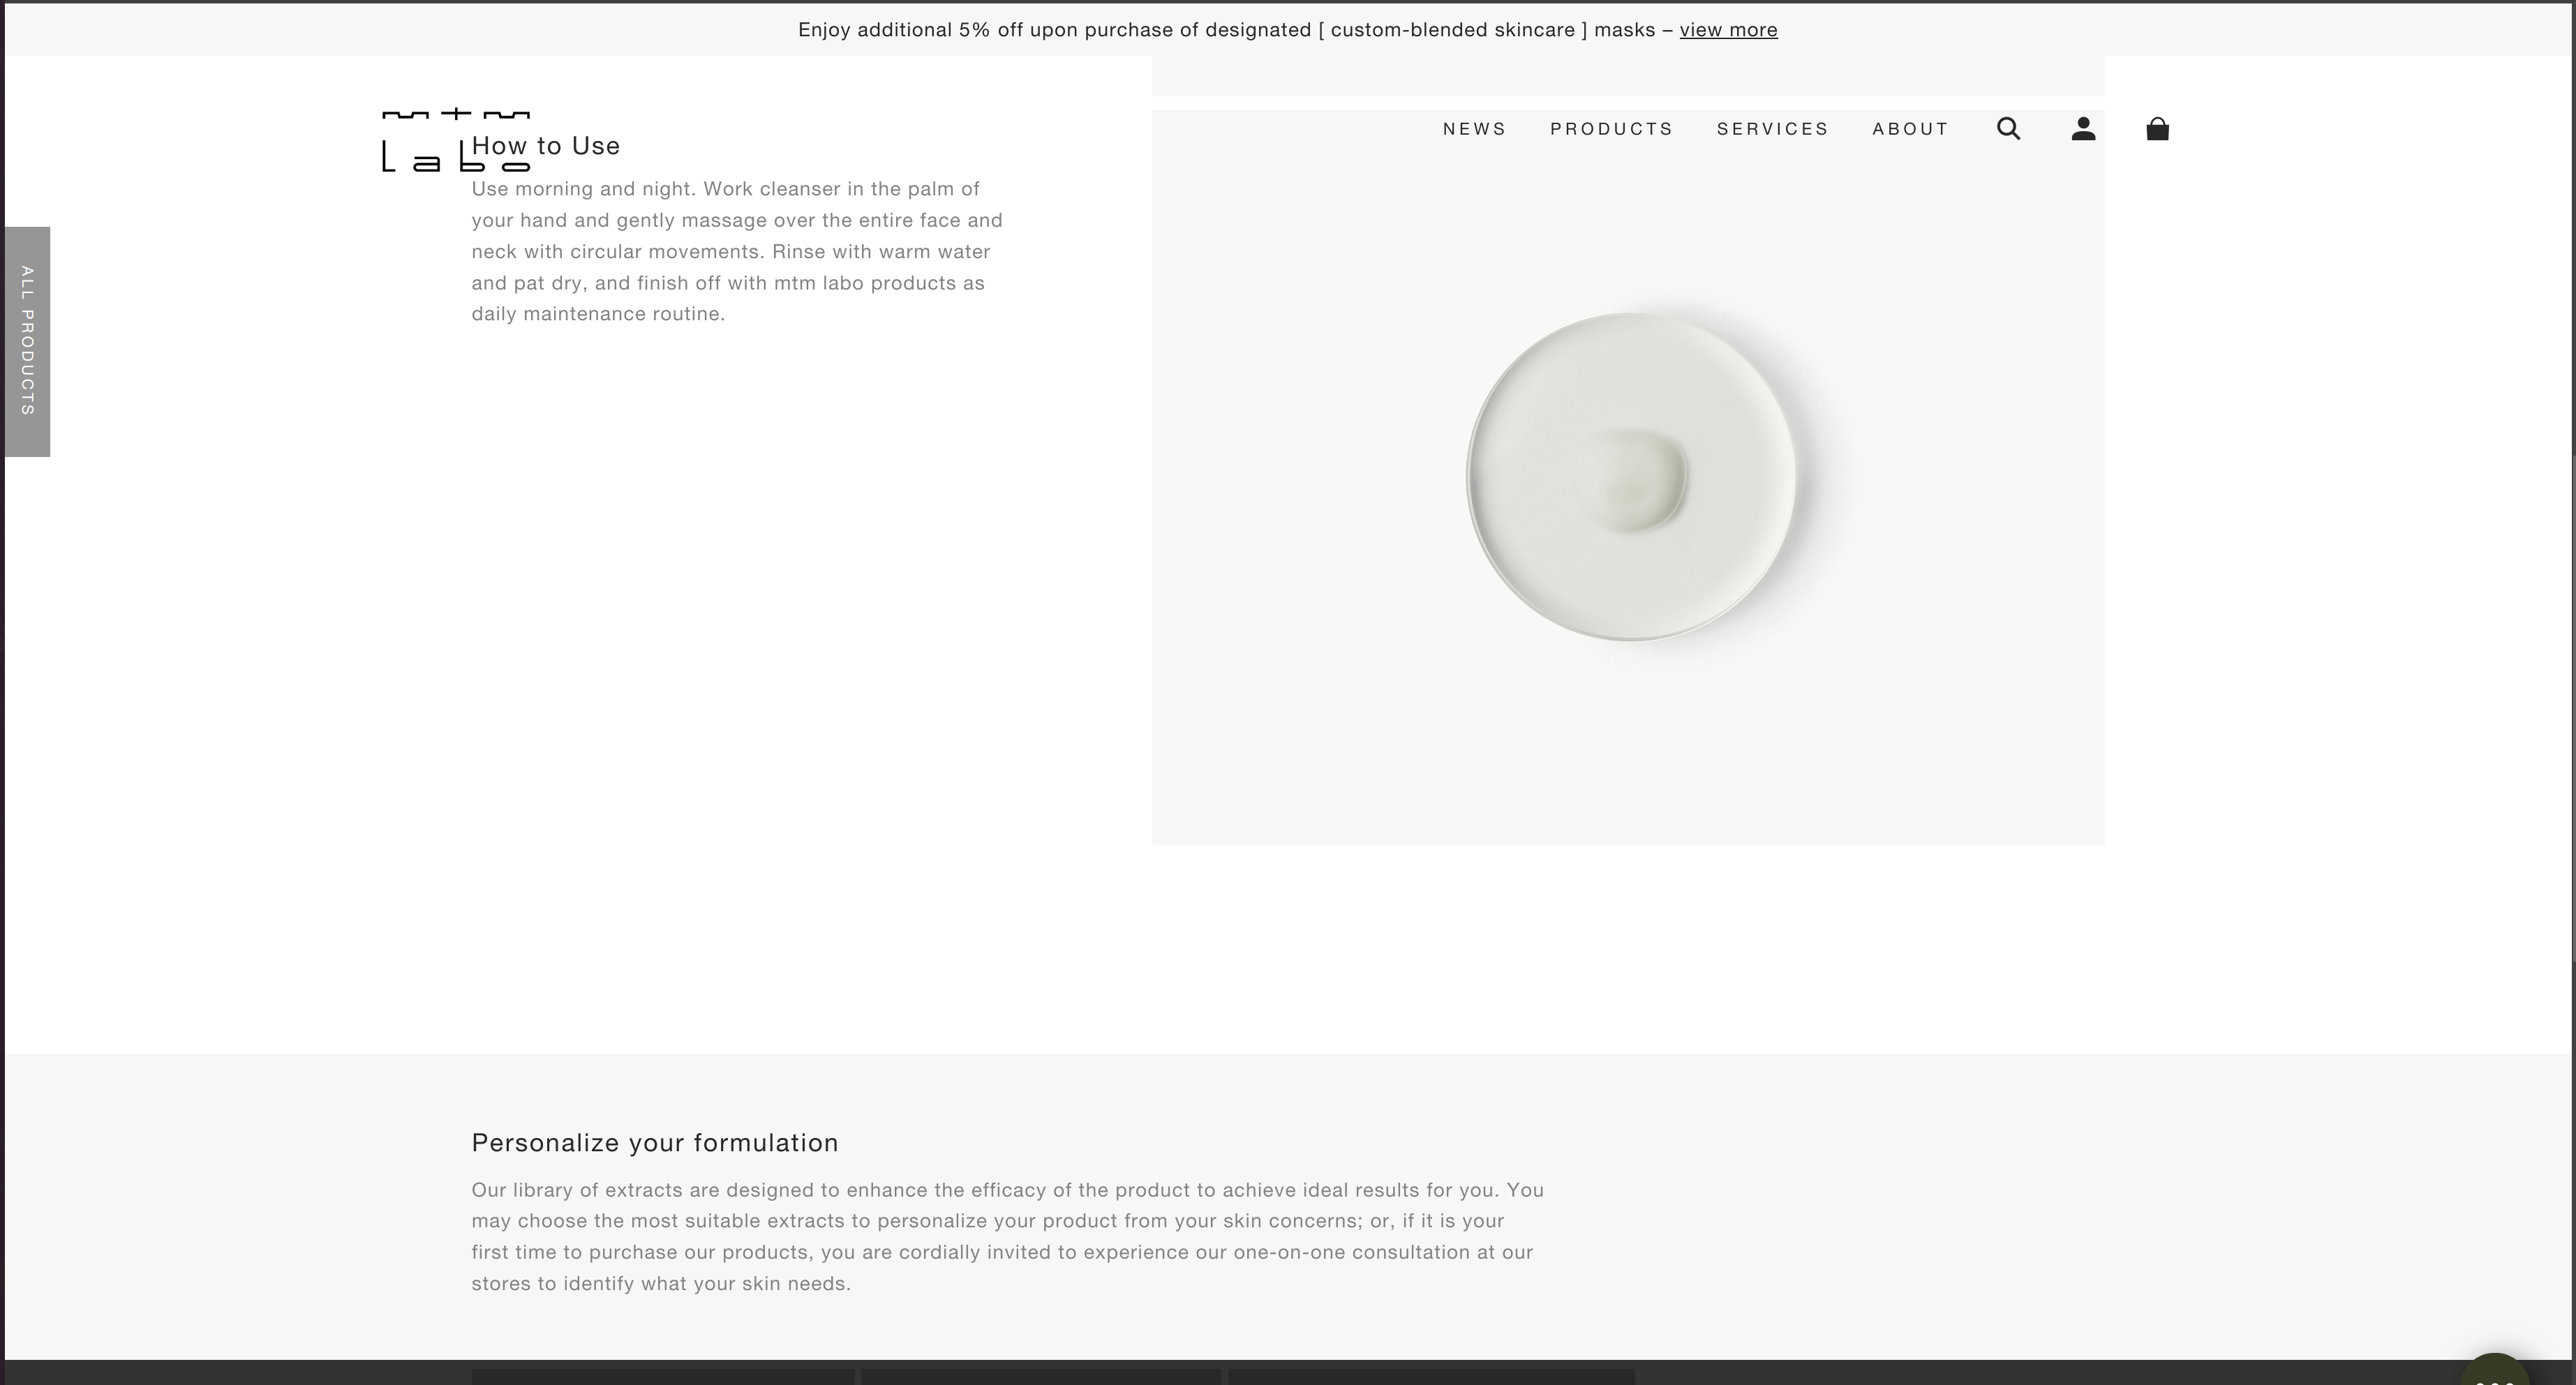 Enjoy additional 5% off upon purchase of designated [ custom-blended skincare ] masks – view more
mtm
labo
NEWS PRODUCTS SERVICES ABOUT
How to Use
Use morning and night. Work cleanser in the palm of
your hand and gently massage over the entire face and
neck with circular movements. Rinse with warm water
and pat dry, and finish off with mtm labo products as
daily maintenance routine.
ALL PRODUCTS
Personalize your formulation
Our library of extracts are designed to enhance the efficacy of the product to achieve ideal results for you. You
may choose the most suitable extracts to personalize your product from your skin concerns; or, if it is your
first time to purchase our products, you are cordially invited to experience our one-on-one consultation at our
stores to identify what your skin needs.